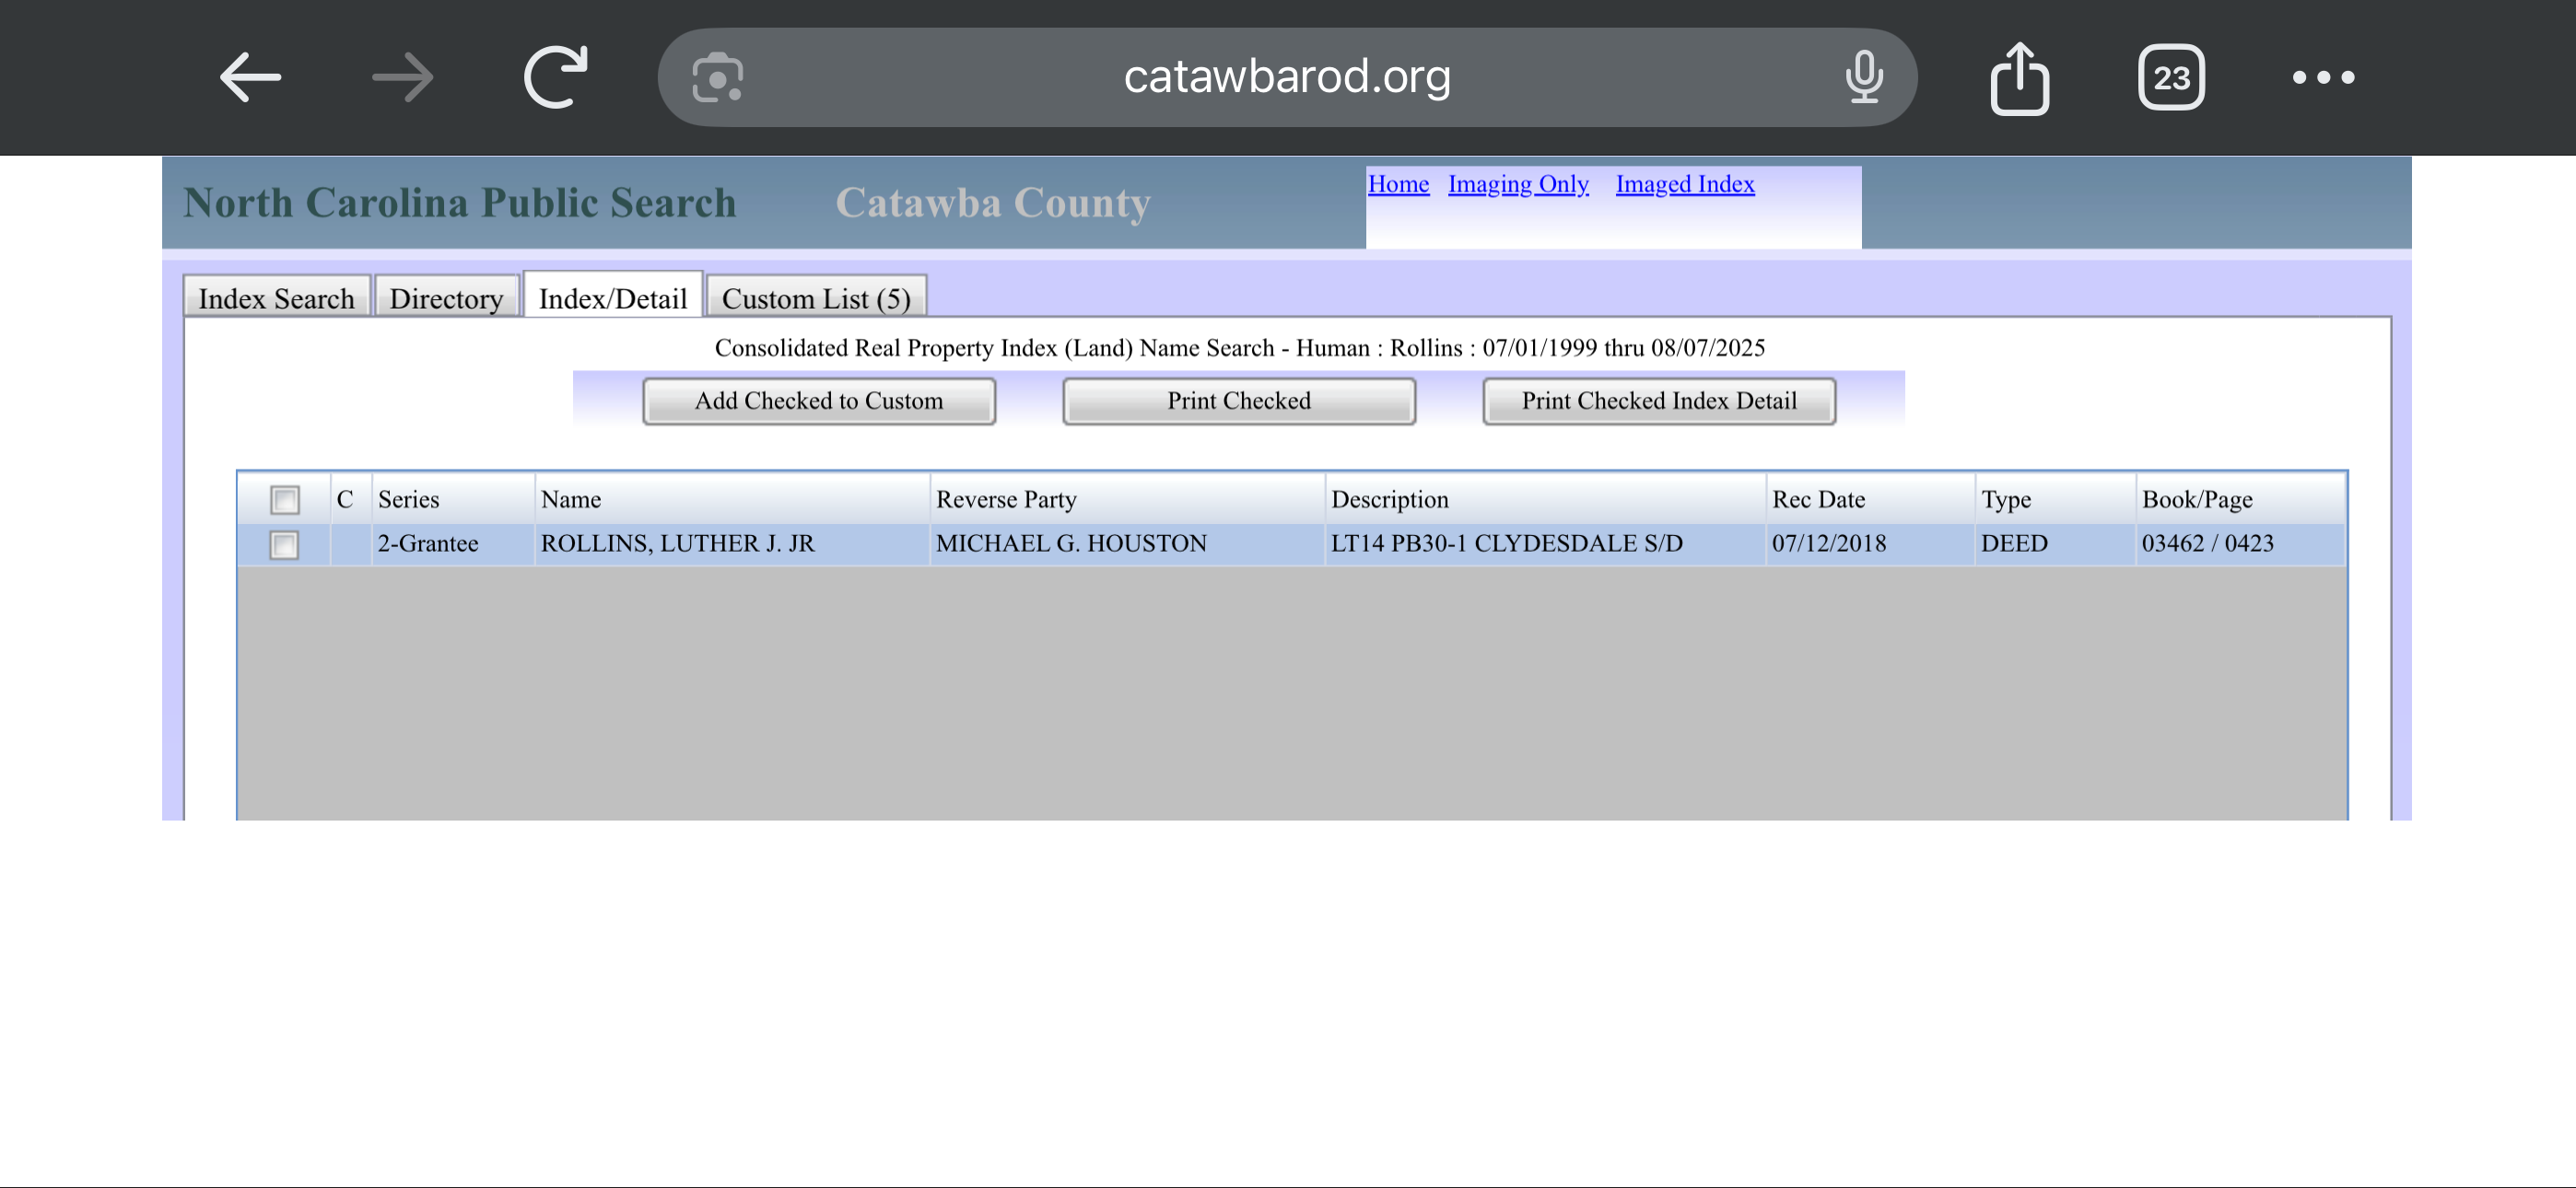 catawbarod.org
23
North Carolina Public Search Catawba County Home Imaging Only Imaged Index
Index Search Directory Index/Detail Custom List (5)
Consolidated Real Property Index (Land) Name Search - Human : Rollins : 07/01/1999 thru 08/07/2025
Add Checked to Custom Print Checked Print Checked Index Detail
C Series Name Reverse Party Description Rec Date Type Book/Page
2-Grantee ROLLINS, LUTHER J. JR MICHAEL G. HOUSTON LT14 PB30-1 CLYDESDALE S/D 07/12/2018 DEED 03462 / 0423